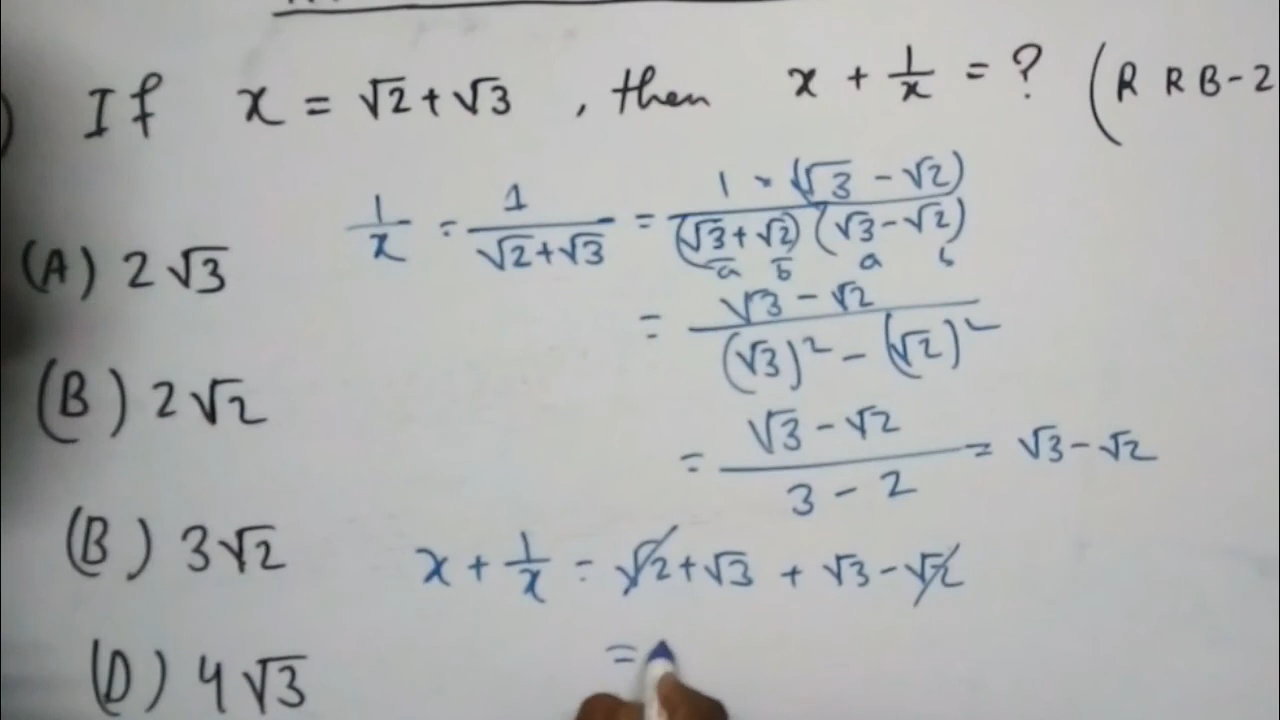 ) If x = √2 + √3 , then x + 1/x = ? (RRB-2
1/x = 1/(√2+√3) = 1 × (√3 - √2)/(√3+√2)(√3-√2)
a b a b
(A) 2√3
= √3 - √2/(√3)² - (√2)²
(B) 2√2
= √3 - √2/3 - 2 = √3 - √2
(B) 3√2
x + 1/x = √2 + √3 + √3 - √2
=
(D) 4√3